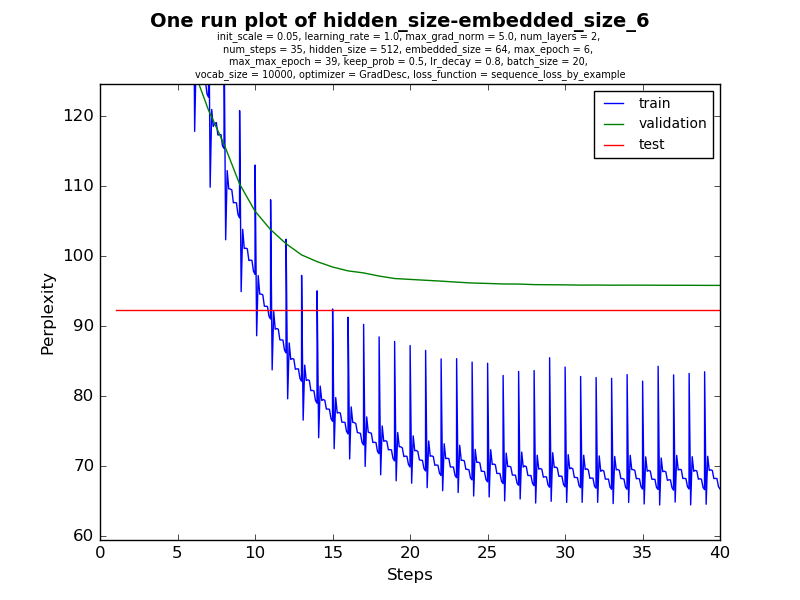 One run plot of hidden_size-embedded_size_6
init_scale = 0.05, learning_rate = 1.0, max_grad_norm = 5.0, num_layers = 2,
num_steps = 35, hidden_size = 512, embedded_size = 64, max_epoch = 6,
max_max_epoch = 39, keep_prob = 0.5, lr_decay = 0.8, batch_size = 20,
vocab_size = 10000, optimizer = GradDesc, loss_function = sequence_loss_by_example
train
validation
test
120
110
100
90
80
70
60
Perplexity
0 5 10 15 20 25 30 35 40
Steps